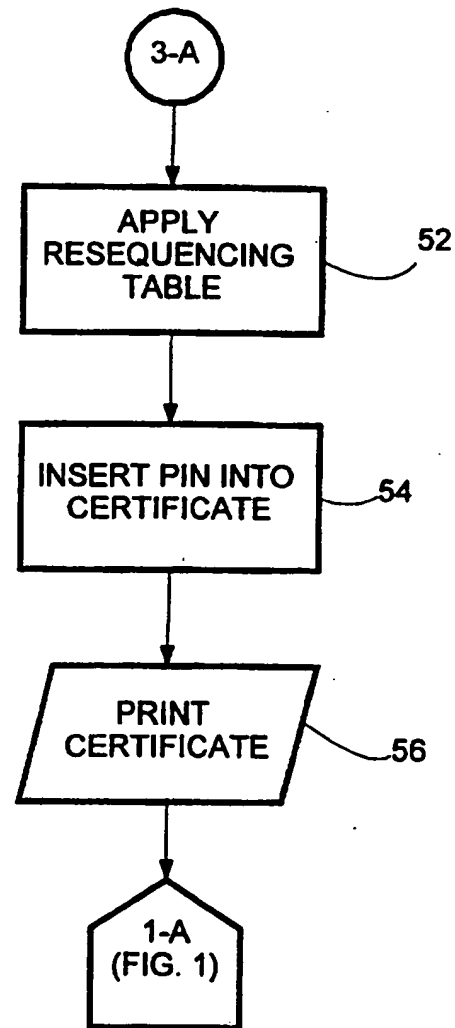 3-A
APPLY
RESEQUENCING
TABLE
52
INSERT PIN INTO
CERTIFICATE
54
PRINT
CERTIFICATE
56
1-A
(FIG. 1)